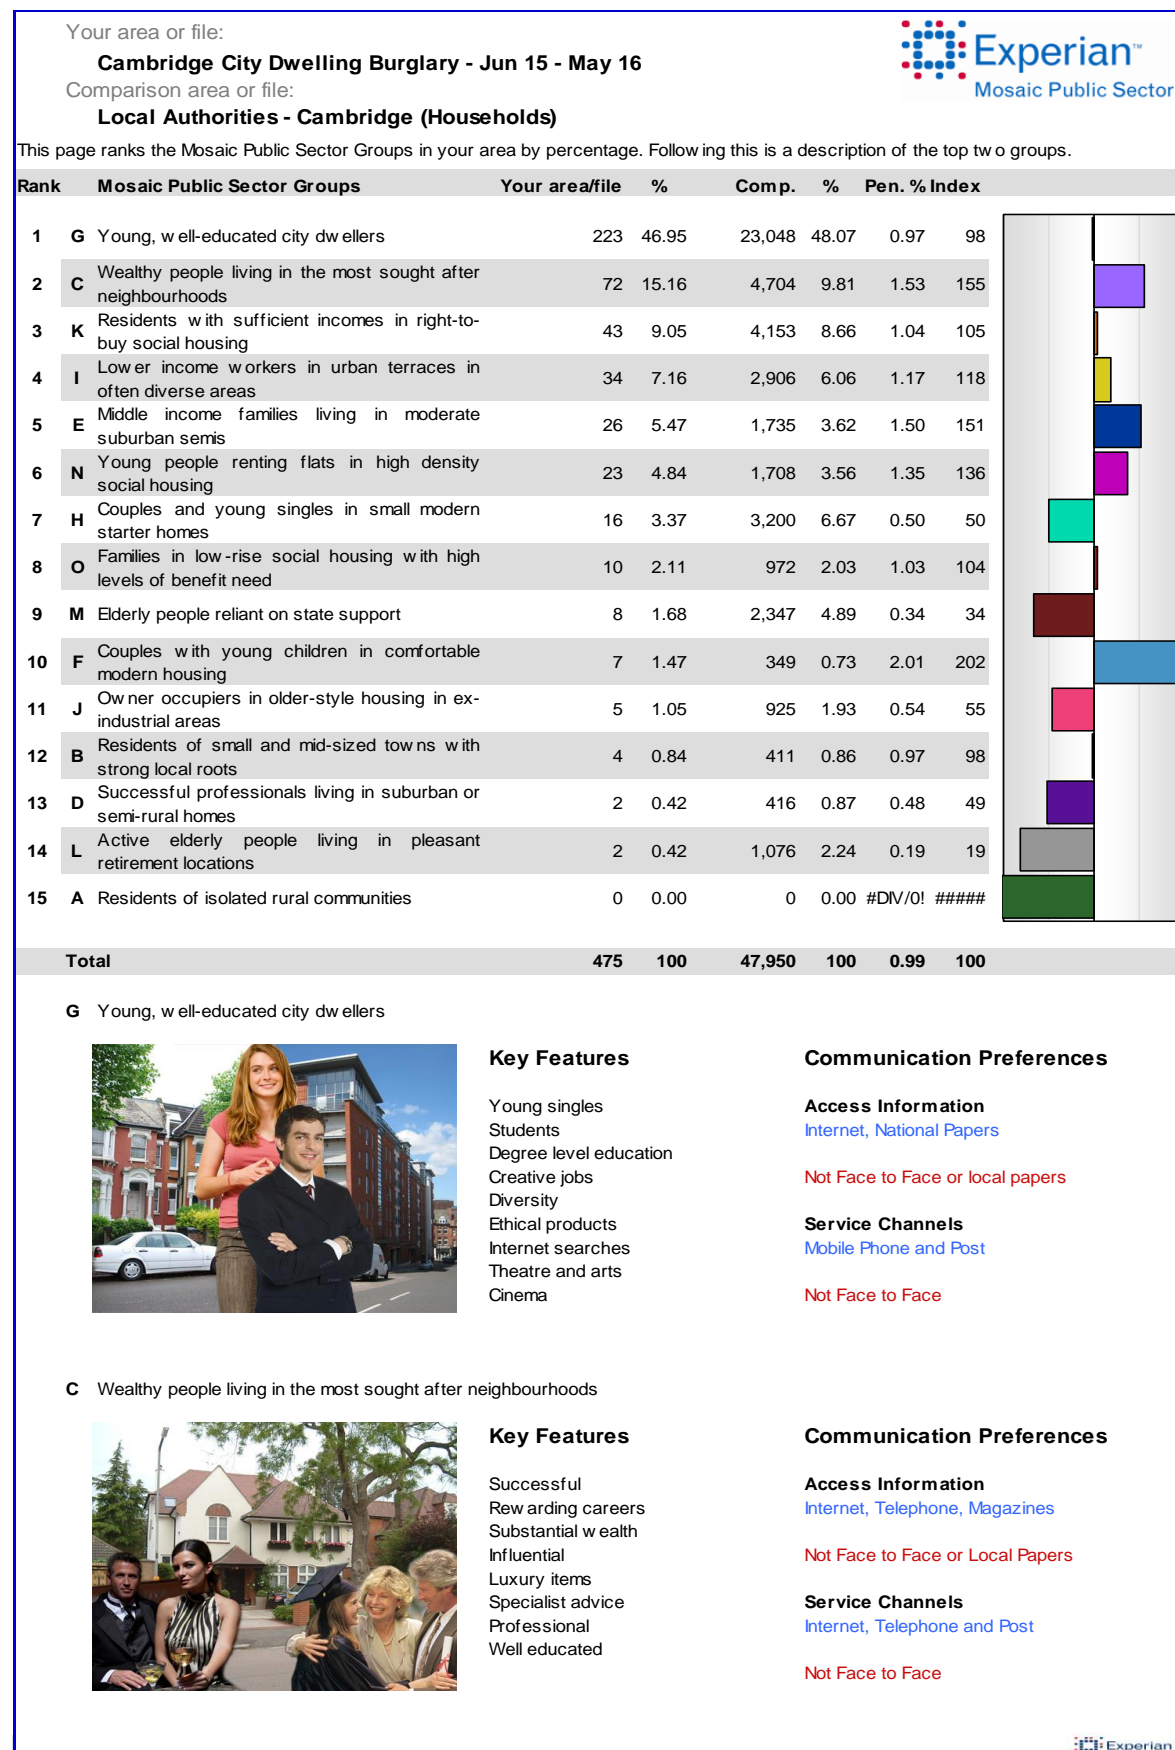 Your area or file:
Cambridge City Dwelling Burglary - Jun 15 - May 16
Comparison area or file:
Local Authorities - Cambridge (Households)
Experian™
Mosaic Public Sector
This page ranks the Mosaic Public Sector Groups in your area by percentage. Following this is a description of the top two groups.
Rank Mosaic Public Sector Groups Your area/file % Comp. % Pen. % Index
1 G Young, well-educated city dwellers 223 46.95 23,048 48.07 0.97 98
2 C Wealthy people living in the most sought after neighbourhoods 72 15.16 4,704 9.81 1.53 155
3 K Residents with sufficient incomes in right-to-buy social housing 43 9.05 4,153 8.66 1.04 105
4 I Lower income workers in urban terraces in often diverse areas 34 7.16 2,906 6.06 1.17 118
5 E Middle income families living in moderate suburban semis 26 5.47 1,735 3.62 1.50 151
6 N Young people renting flats in high density social housing 23 4.84 1,708 3.56 1.35 136
7 H Couples and young singles in small modern starter homes 16 3.37 3,200 6.67 0.50 50
8 O Families in low-rise social housing with high levels of benefit need 10 2.11 972 2.03 1.03 104
9 M Elderly people reliant on state support 8 1.68 2,347 4.89 0.34 34
10 F Couples with young children in comfortable modern housing 7 1.47 349 0.73 2.01 202
11 J Owner occupiers in older-style housing in ex-industrial areas 5 1.05 925 1.93 0.54 55
12 B Residents of small and mid-sized towns with strong local roots 4 0.84 411 0.86 0.97 98
13 D Successful professionals living in suburban or semi-rural homes 2 0.42 416 0.87 0.48 49
14 L Active elderly people living in pleasant retirement locations 2 0.42 1,076 2.24 0.19 19
15 A Residents of isolated rural communities 0 0.00 0 0.00 #DIV/0! #####
Total 475 100 47,950 100 0.99 100
G Young, well-educated city dwellers
Key Features
Young singles
Students
Degree level education
Creative jobs
Diversity
Ethical products
Internet searches
Theatre and arts
Cinema
Communication Preferences
Access Information
Internet, National Papers
Not Face to Face or local papers
Service Channels
Mobile Phone and Post
Not Face to Face
C Wealthy people living in the most sought after neighbourhoods
Key Features
Successful
Rewarding careers
Substantial wealth
Influential
Luxury items
Specialist advice
Professional
Well educated
Communication Preferences
Access Information
Internet, Telephone, Magazines
Not Face to Face or Local Papers
Service Channels
Internet, Telephone and Post
Not Face to Face
Experian